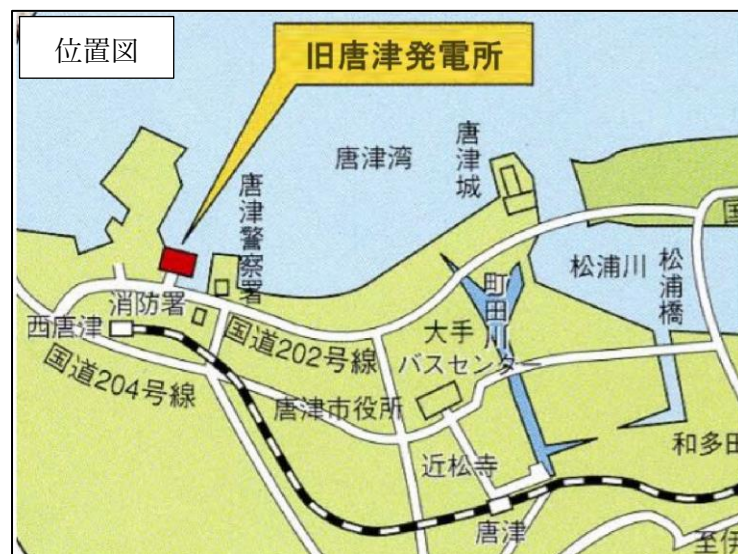 位置図
旧唐津発電所
唐津湾
唐津城
唐津警察署
国
松浦川
松浦橋
町田川
消防署
西唐津
国道202号線
大手
バスセンター
国道204号線
唐津市役所
近松寺
和多田
唐津
至伊